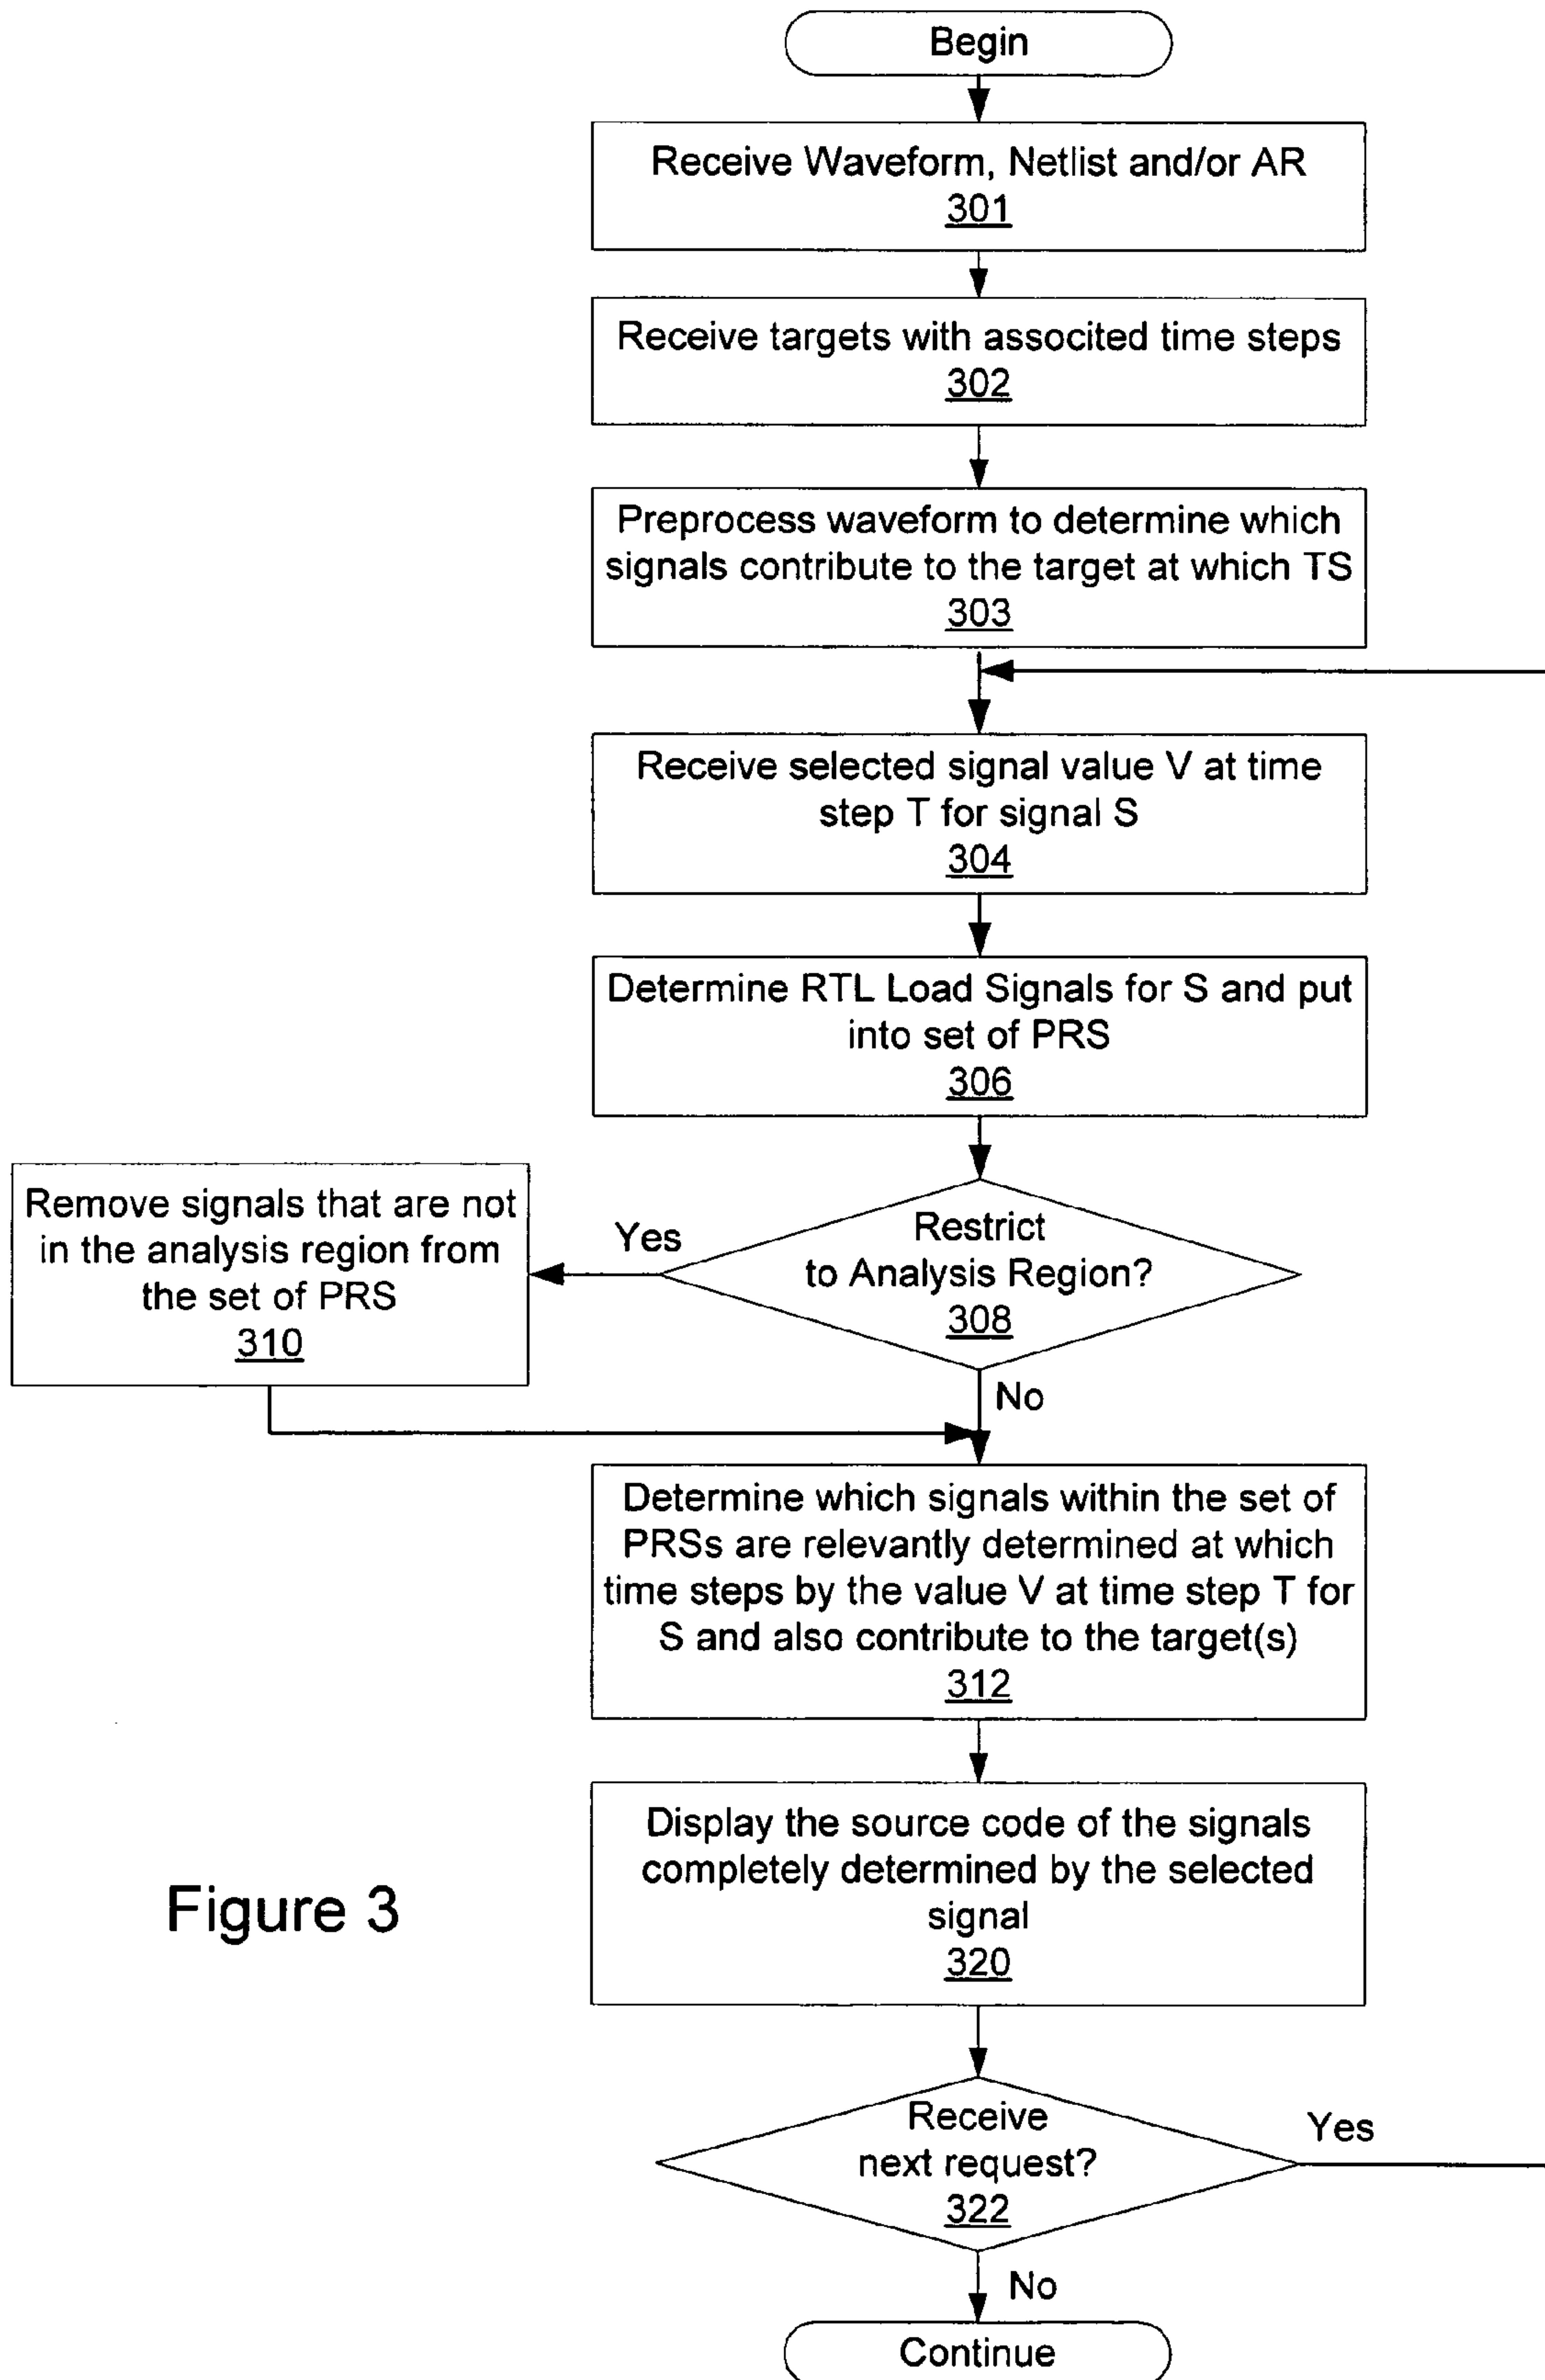 Begin
Receive Waveform, Netlist and/or AR
301
Receive targets with associted time steps
302
Preprocess waveform to determine which
signals contribute to the target at which TS
303
Receive selected signal value V at time
step T for signal S
304
Determine RTL Load Signals for S and put
into set of PRS
306
Remove signals that are not
in the analysis region from
the set of PRS
310
Yes
Restrict
to Analysis Region?
308
No
Determine which signals within the set of
PRSs are relevantly determined at which
time steps by the value V at time step T for
S and also contribute to the target(s)
312
Display the source code of the signals
completely determined by the selected
signal
320
Figure 3
Receive
next request?
322
Yes
No
Continue